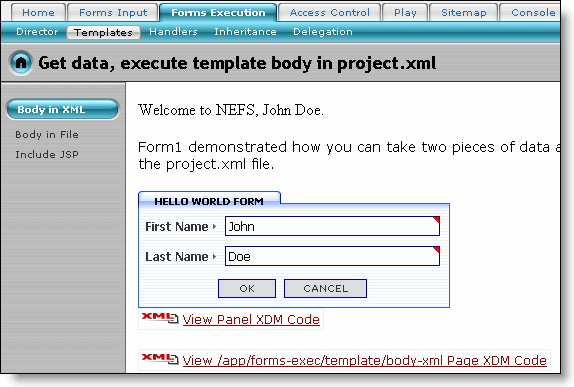 Home Forms Input Forms Execution Access Control Play Sitemap Console
Director Templates Handlers Inheritance Delegation
Get data, execute template body in project.xml
Body in XML
Body in File
Include JSP
Welcome to NEFS, John Doe.
Form1 demonstrated how you can take two pieces of data
the project.xml file.
HELLO WORLD FORM
First Name John
Last Name Doe
OK CANCEL
XML View Panel XDM Code
XML View /app/forms-exec/template/body-xml Page XDM Code